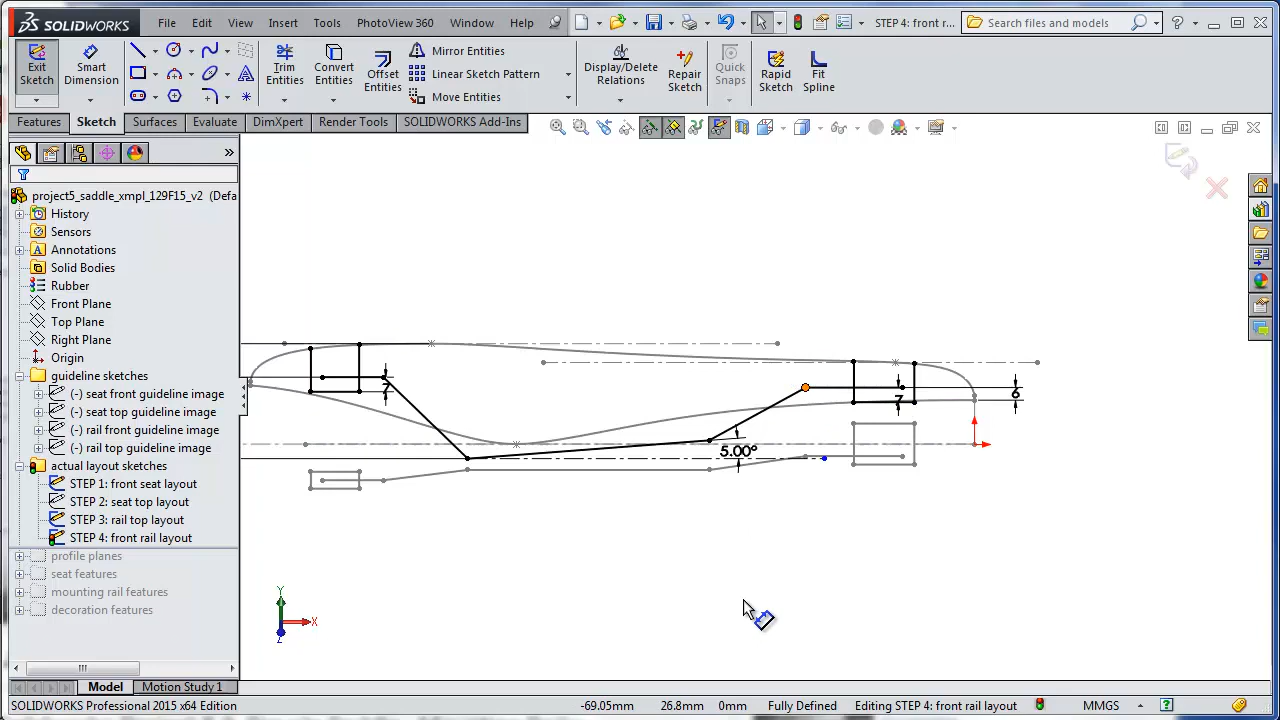 SOLIDWORKS File Edit View Insert Tools PhotoView 360 Window Help STEP 4: front r... Search files and models ?
Exit Sketch Smart Dimension Trim Entities Convert Entities Offset Entities Mirror Entities Linear Sketch Pattern Move Entities Display/Delete Relations Repair Sketch Quick Snaps Rapid Sketch Fit Spline
Features Sketch Surfaces Evaluate DimXpert Render Tools SOLIDWORKS Add-Ins
project5_saddle_xmpl_129F15_v2 (Defa
History
Sensors
Annotations
Solid Bodies
Rubber
Front Plane
Top Plane
Right Plane
Origin
guideline sketches
(-) seat front guideline image
(-) seat top guideline image
(-) rail front guideline image
(-) rail top guideline image
actual layout sketches
STEP 1: front seat layout
STEP 2: seat top layout
STEP 3: rail top layout
STEP 4: front rail layout
profile planes
seat features
mounting rail features
decoration features
7
7
6
5.00°
Y
X
Z
Model Motion Study 1
SOLIDWORKS Professional 2015 x64 Edition -69.05mm 26.8mm 0mm Fully Defined Editing STEP 4: front rail layout MMGS ?